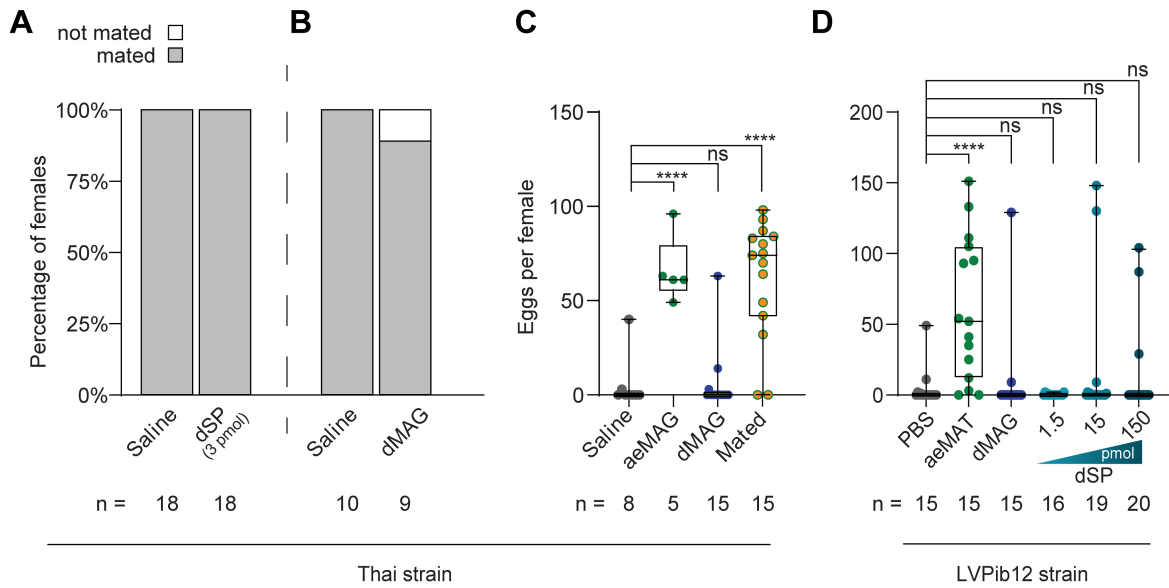 A
not mated
mated
Percentage of females
100%
75%
50%
25%
0%
Saline
dSP
(3 pmol)
B
Saline
dMAG
n = 18 18 10 9
C
Eggs per female
150
100
50
0
****
ns
****
Saline
aeMAG
dMAG
Mated
n = 8 5 15 15
Thai strain
D
200
150
100
50
0
ns
ns
ns
ns
****
PBS
aeMAT
dMAG
1.5
15
150
pmol
dSP
n = 15 15 15 16 19 20
LVPib12 strain